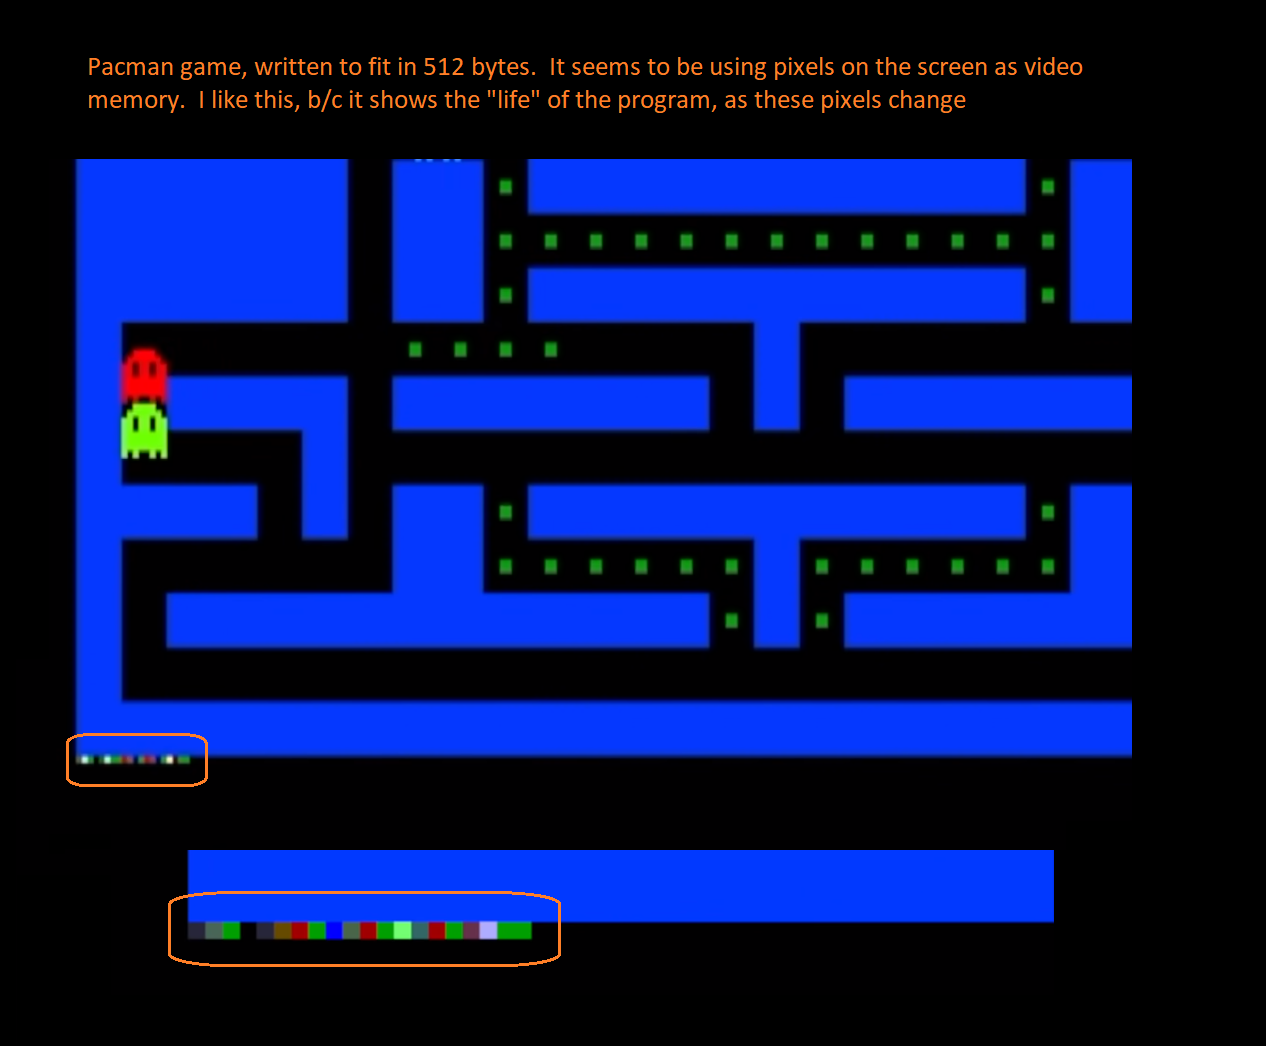 Pacman game, written to fit in 512 bytes.  It seems to be using pixels on the screen as video
memory.  I like this, b/c it shows the "life" of the program, as these pixels change